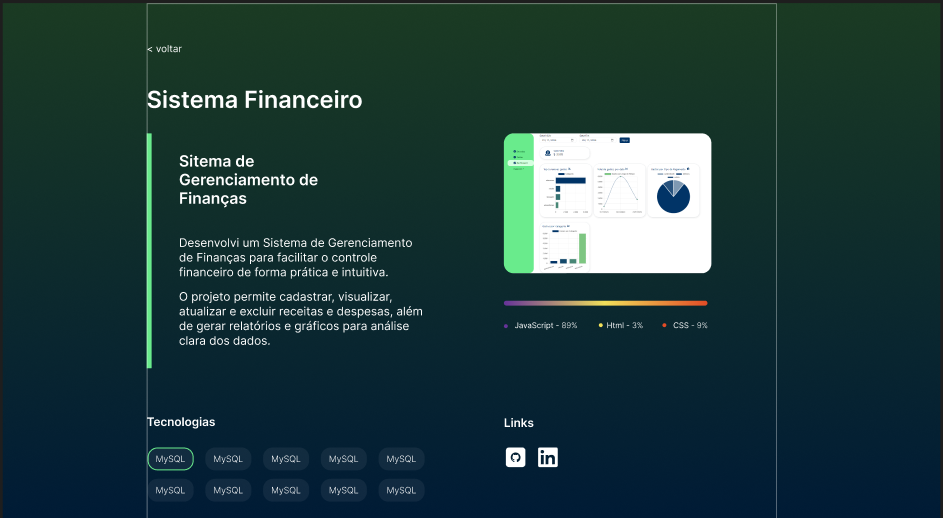 < voltar
Sistema Financeiro
Sitema de
Gerenciamento de
Finanças
Desenvolvi um Sistema de Gerenciamento
de Finanças para facilitar o controle
financeiro de forma prática e intuitiva.
O projeto permite cadastrar, visualizar,
atualizar e excluir receitas e despesas, além
de gerar relatórios e gráficos para análise
clara dos dados.
JavaScript - 89% Html - 3% CSS - 9%
Tecnologias
MySQL MySQL MySQL MySQL MySQL
MySQL MySQL MySQL MySQL MySQL
Links
in